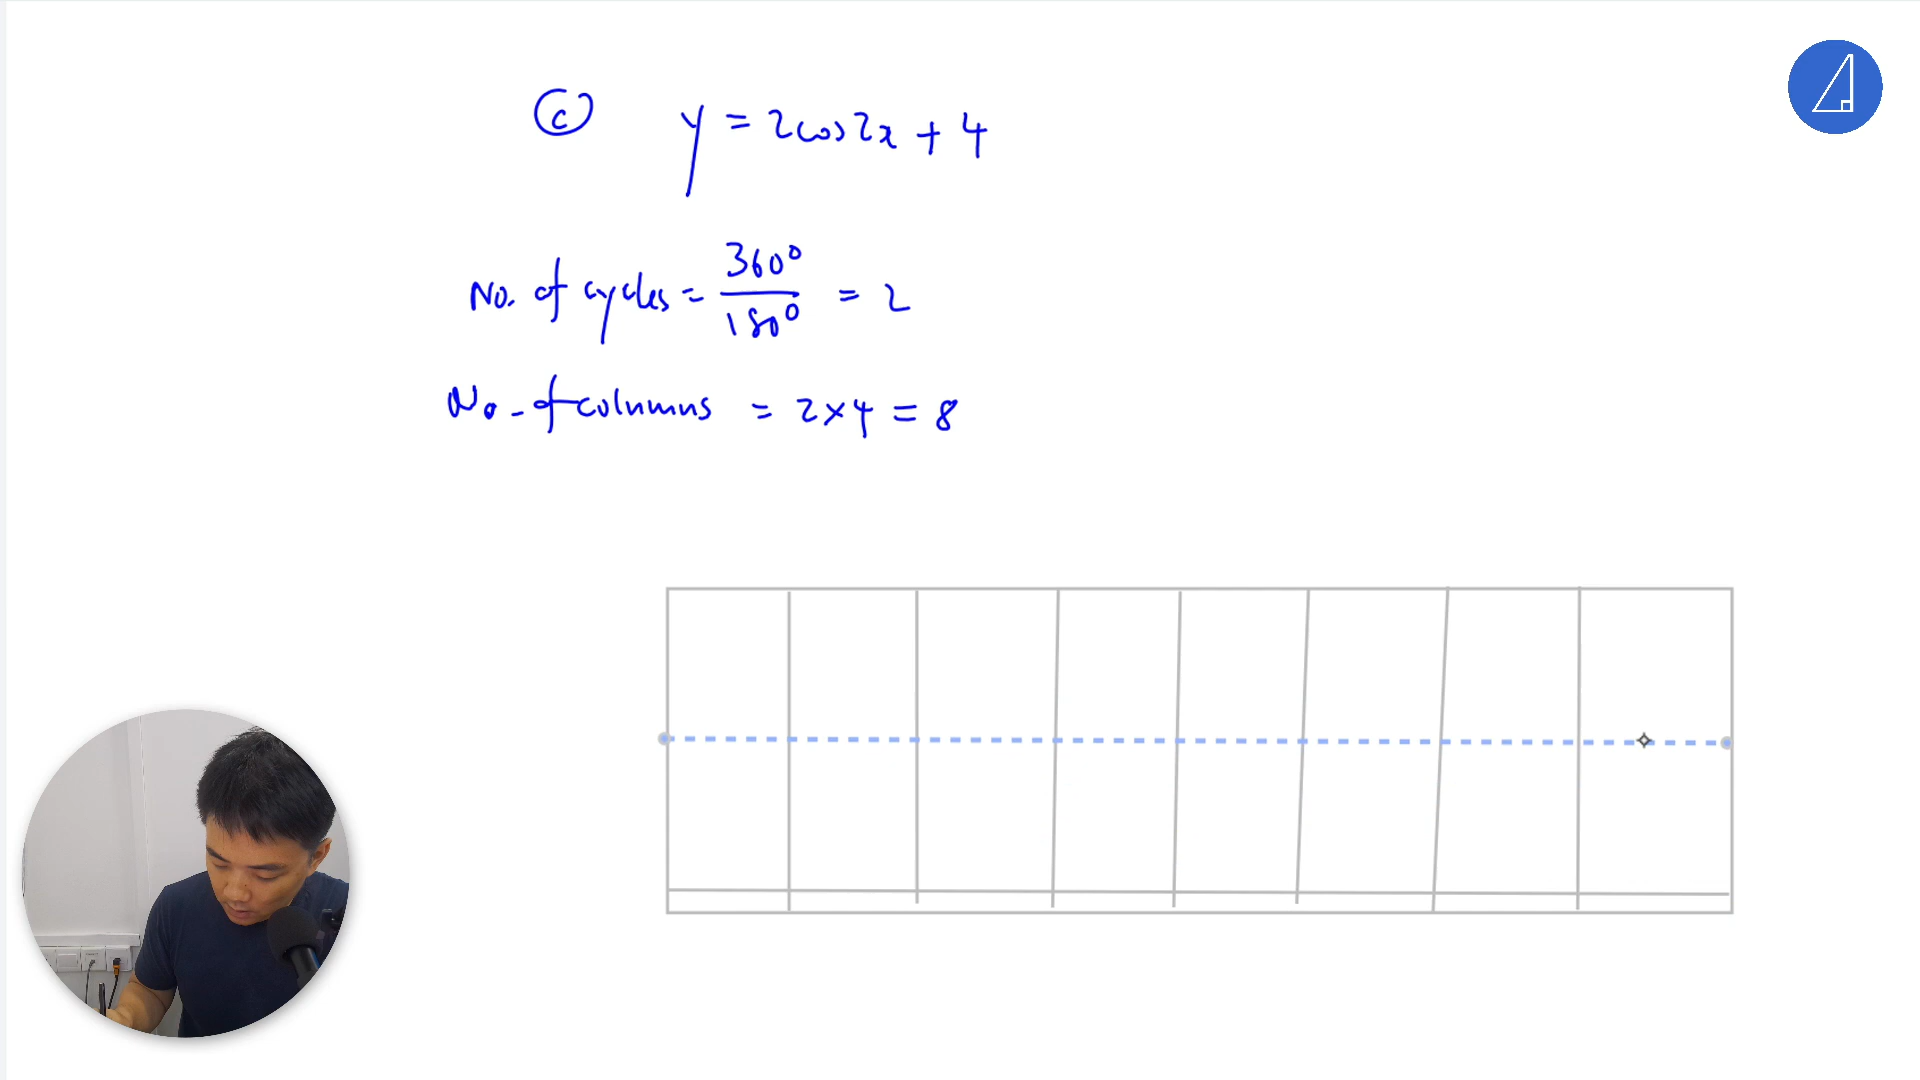 c y = 2cos2x + 4
No. of cycles = 360° / 180° = 2
No. of columns = 2 × 4 = 8